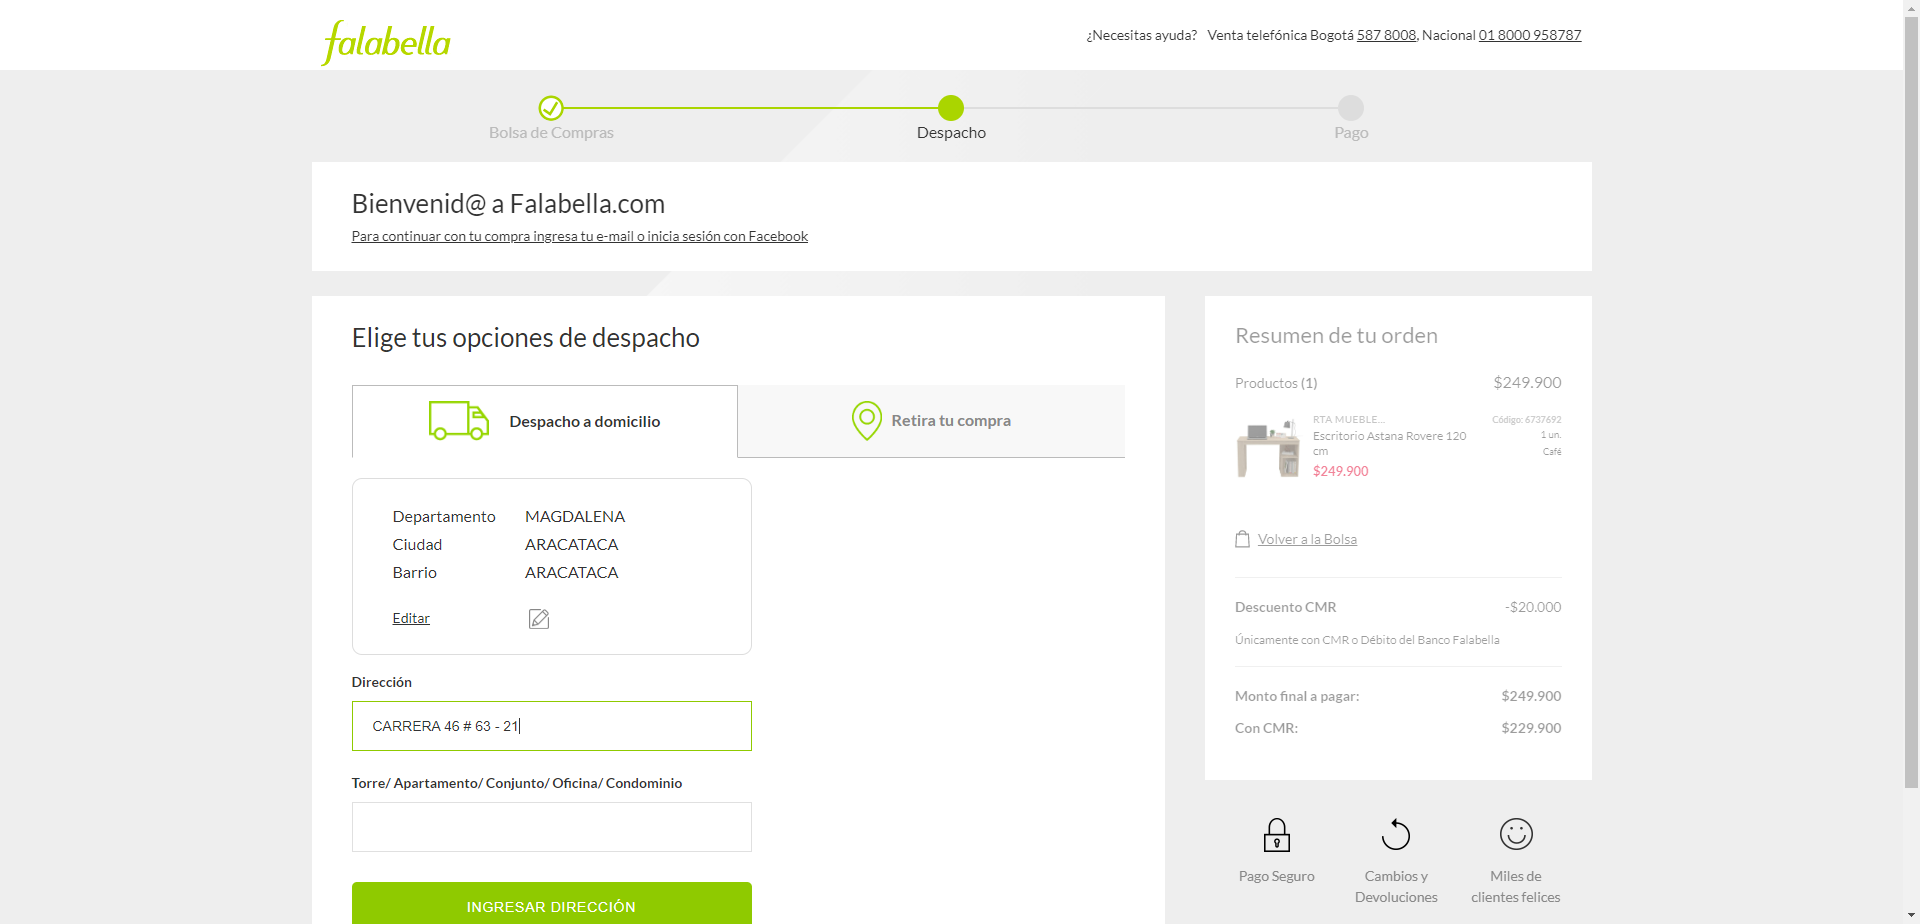 falabella
¿Necesitas ayuda? Venta telefónica Bogotá 587 8008, Nacional 01 8000 958787
Bolsa de Compras
Despacho
Pago
Bienvenid@ a Falabella.com
Para continuar con tu compra ingresa tu e-mail o inicia sesión con Facebook
Elige tus opciones de despacho
Despacho a domicilio
Retira tu compra
Departamento MAGDALENA
Ciudad ARACATACA
Barrio ARACATACA
Editar
Dirección
CARRERA 46 # 63 - 21
Torre/ Apartamento/ Conjunto/ Oficina/ Condominio
INGRESAR DIRECCIÓN
Resumen de tu orden
Productos (1) $249.900
RTA MUEBLE... Código: 6737692
Escritorio Astana Rovere 120 1 un.
cm Café
$249.900
Volver a la Bolsa
Descuento CMR -$20.000
Únicamente con CMR o Débito del Banco Falabella
Monto final a pagar: $249.900
Con CMR: $229.900
Pago Seguro
Cambios y
Devoluciones
Miles de
clientes felices